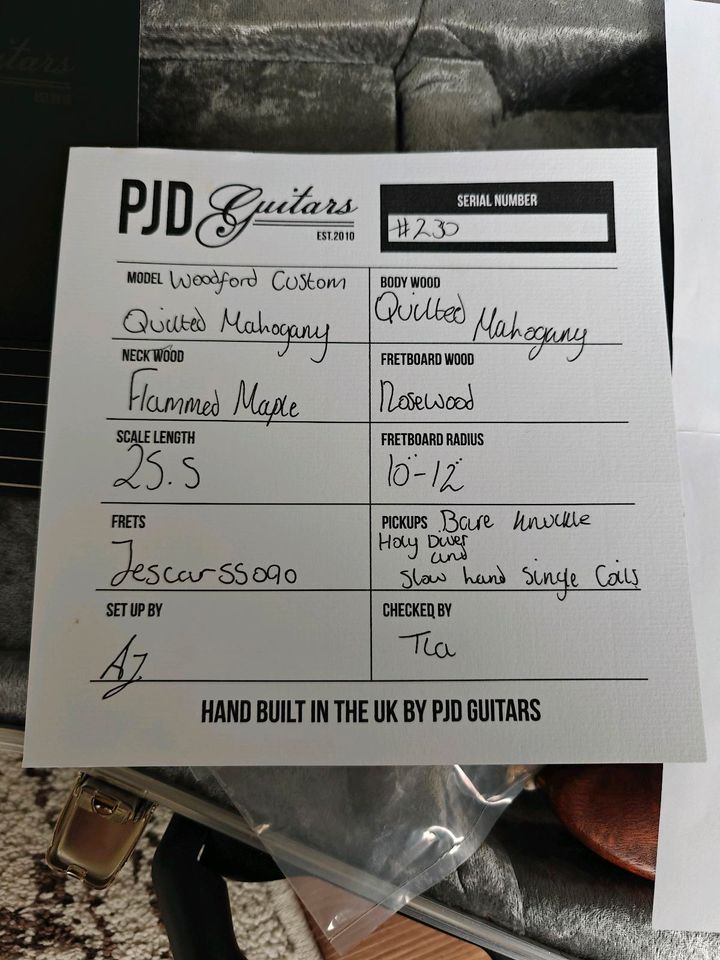 PJD Guitars
EST.2010
SERIAL NUMBER
#230
MODEL Woodford Custom
Quilted Mahogany
BODY WOOD
Quilted Mahogany
NECK WOOD
Flammed Maple
FRETBOARD WOOD
Rosewood
SCALE LENGTH
25.5
FRETBOARD RADIUS
10"-12"
FRETS
Jescar 55090
PICKUPS Bare Knuckle
Holy Diver
and
Slow hand Single Coils
SET UP BY
AJ
CHECKED BY
HAND BUILT IN THE UK BY PJD GUITARS